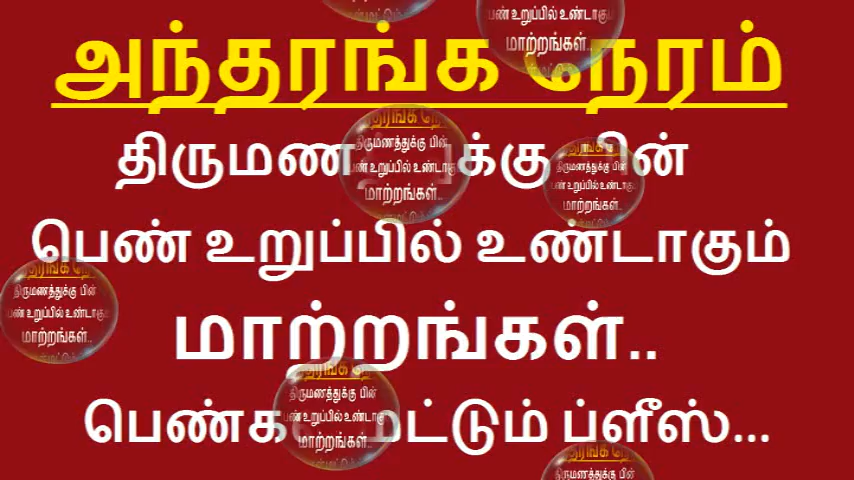 அந்தரங்க நேரம்
திருமணத்துக்கு பின்
பெண் உறுப்பில் உண்டாகும்
மாற்றங்கள்..
பெண்கள் மட்டும் ப்ளீஸ்...